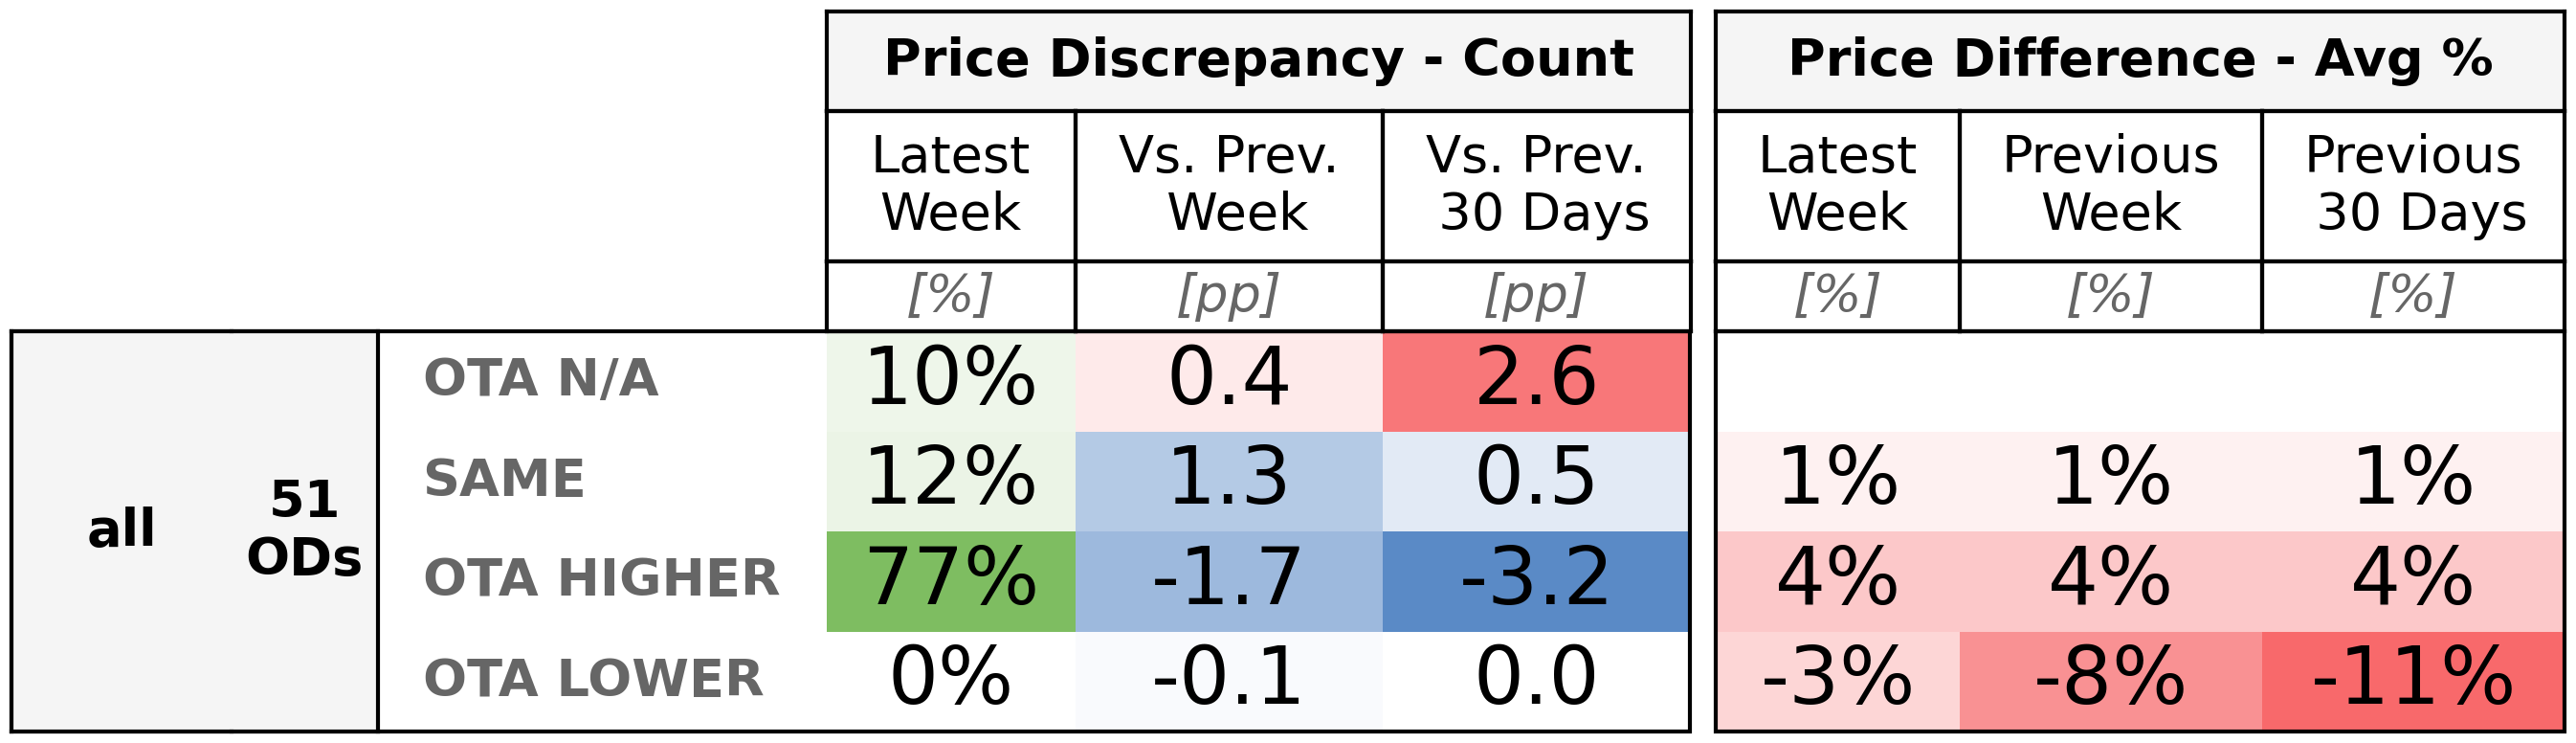 Price Discrepancy - Count Price Difference - Avg %
Latest Week Vs. Prev. Week Vs. Prev. 30 Days Latest Week Previous Week Previous 30 Days
[%] [pp] [pp] [%] [%] [%]
all 51 ODs
OTA N/A 10% 0.4 2.6
SAME 12% 1.3 0.5 1% 1% 1%
OTA HIGHER 77% -1.7 -3.2 4% 4% 4%
OTA LOWER 0% -0.1 0.0 -3% -8% -11%